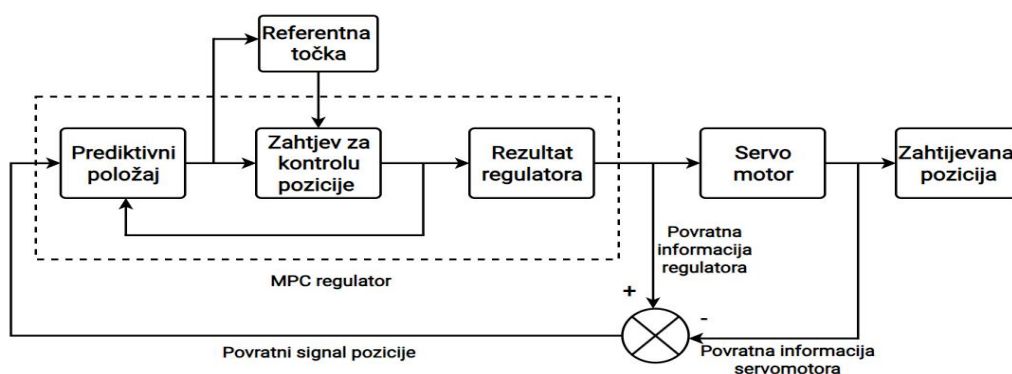 Referentna
točka
Prediktivni
položaj
Zahtjev za
kontrolu
pozicije
Rezultat
regulatora
Servo
motor
Zahtijevana
pozicija
Povratna
informacija
regulatora
MPC regulator
+
-
Povratni signal pozicije
Povratna informacija
servomotora